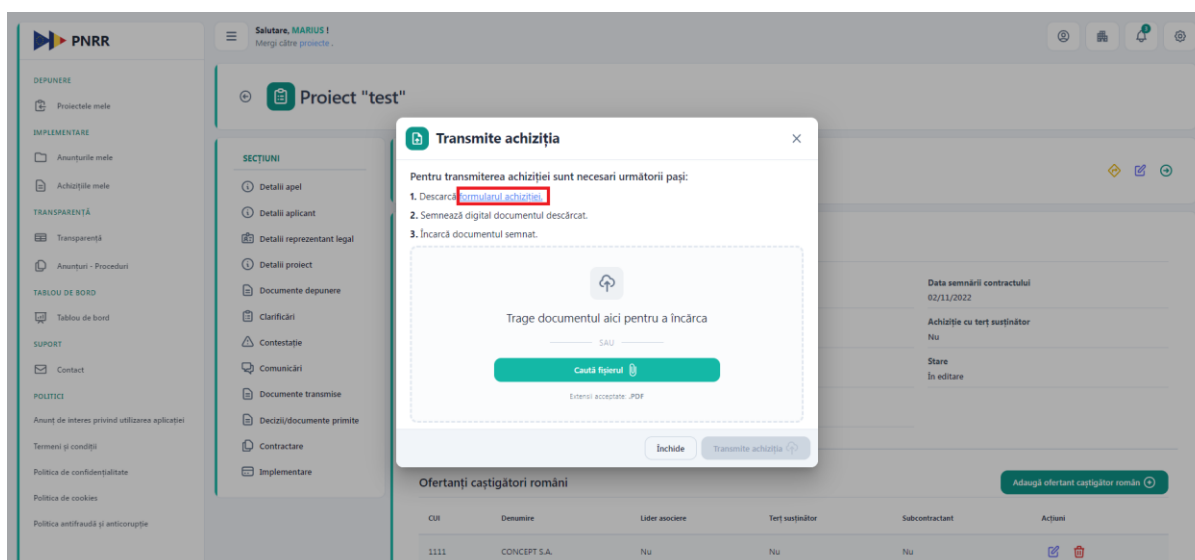 PNRR
Salutare, MARIUS !
Mergi către proiecte .
DEPUNERE
Proiectele mele
IMPLEMENTARE
Anunțurile mele
Achizițiile mele
TRANSPARENȚĂ
Transparență
Anunțuri - Proceduri
TABLOU DE BORD
Tablou de bord
SUPORT
Contact
POLITICI
Anunț de interes privind utilizarea aplicației
Termeni și condiții
Politica de confidențialitate
Politica de cookies
Politica antifraudă și anticorupție
Proiect "test"
SECȚIUNI
Detalii apel
Detalii aplicant
Detalii reprezentant legal
Detalii proiect
Documente depunere
Clarificări
Contestație
Comunicări
Documente transmise
Decizii/documente primite
Contractare
Implementare
Transmite achiziția
Pentru transmiterea achiziției sunt necesari următorii pași:
1. Descarcă formularul achiziției.
2. Semnează digital documentul descărcat.
3. Încarcă documentul semnat.
Trage documentul aici pentru a încărca
SAU
Caută fișierul
Extensii acceptate: .PDF
Închide
Transmite achiziția
Data semnării contractului
02/11/2022
Achiziție cu terț susținător
Nu
Stare
În editare
Ofertanți caștigători români
Adaugă ofertant caștigător român
CUI Denumire Lider asociere Terț susținător Subcontractant Acțiuni
1111 CONCEPT S.A. Nu Nu Nu